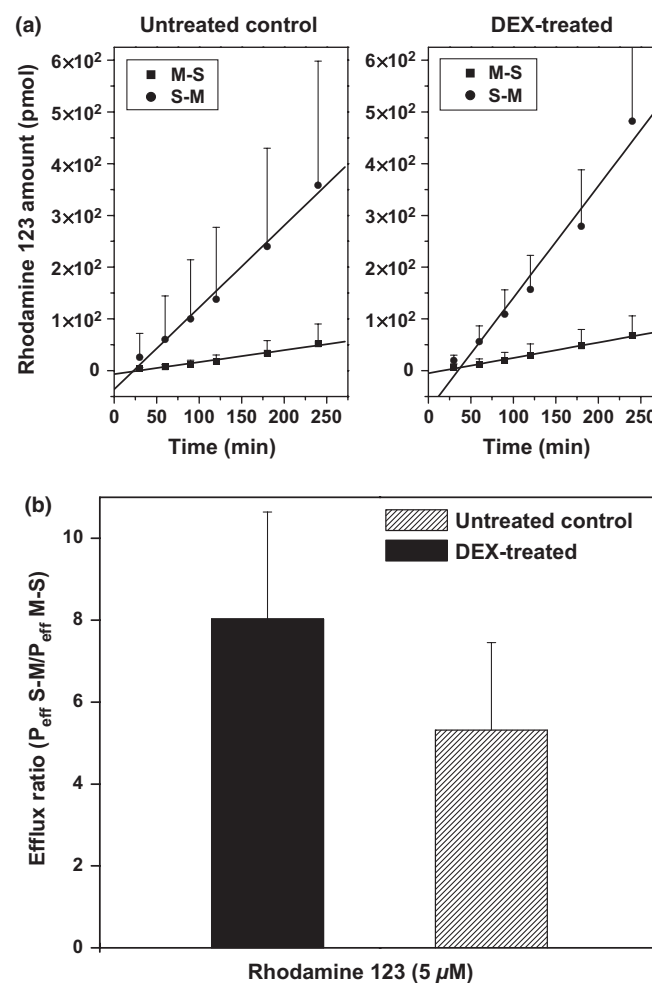 (a)
Untreated control
DEX-treated
Rhodamine 123 amount (pmol)
6×10²
5×10²
4×10²
3×10²
2×10²
1×10²
0
M-S
S-M
0 50 100 150 200 250
Time (min)
6×10²
5×10²
4×10²
3×10²
2×10²
1×10²
0
M-S
S-M
0 50 100 150 200 250
Time (min)
(b)
Efflux ratio (P_eff S-M/P_eff M-S)
10
8
6
4
2
0
Untreated control
DEX-treated
Rhodamine 123 (5 µM)